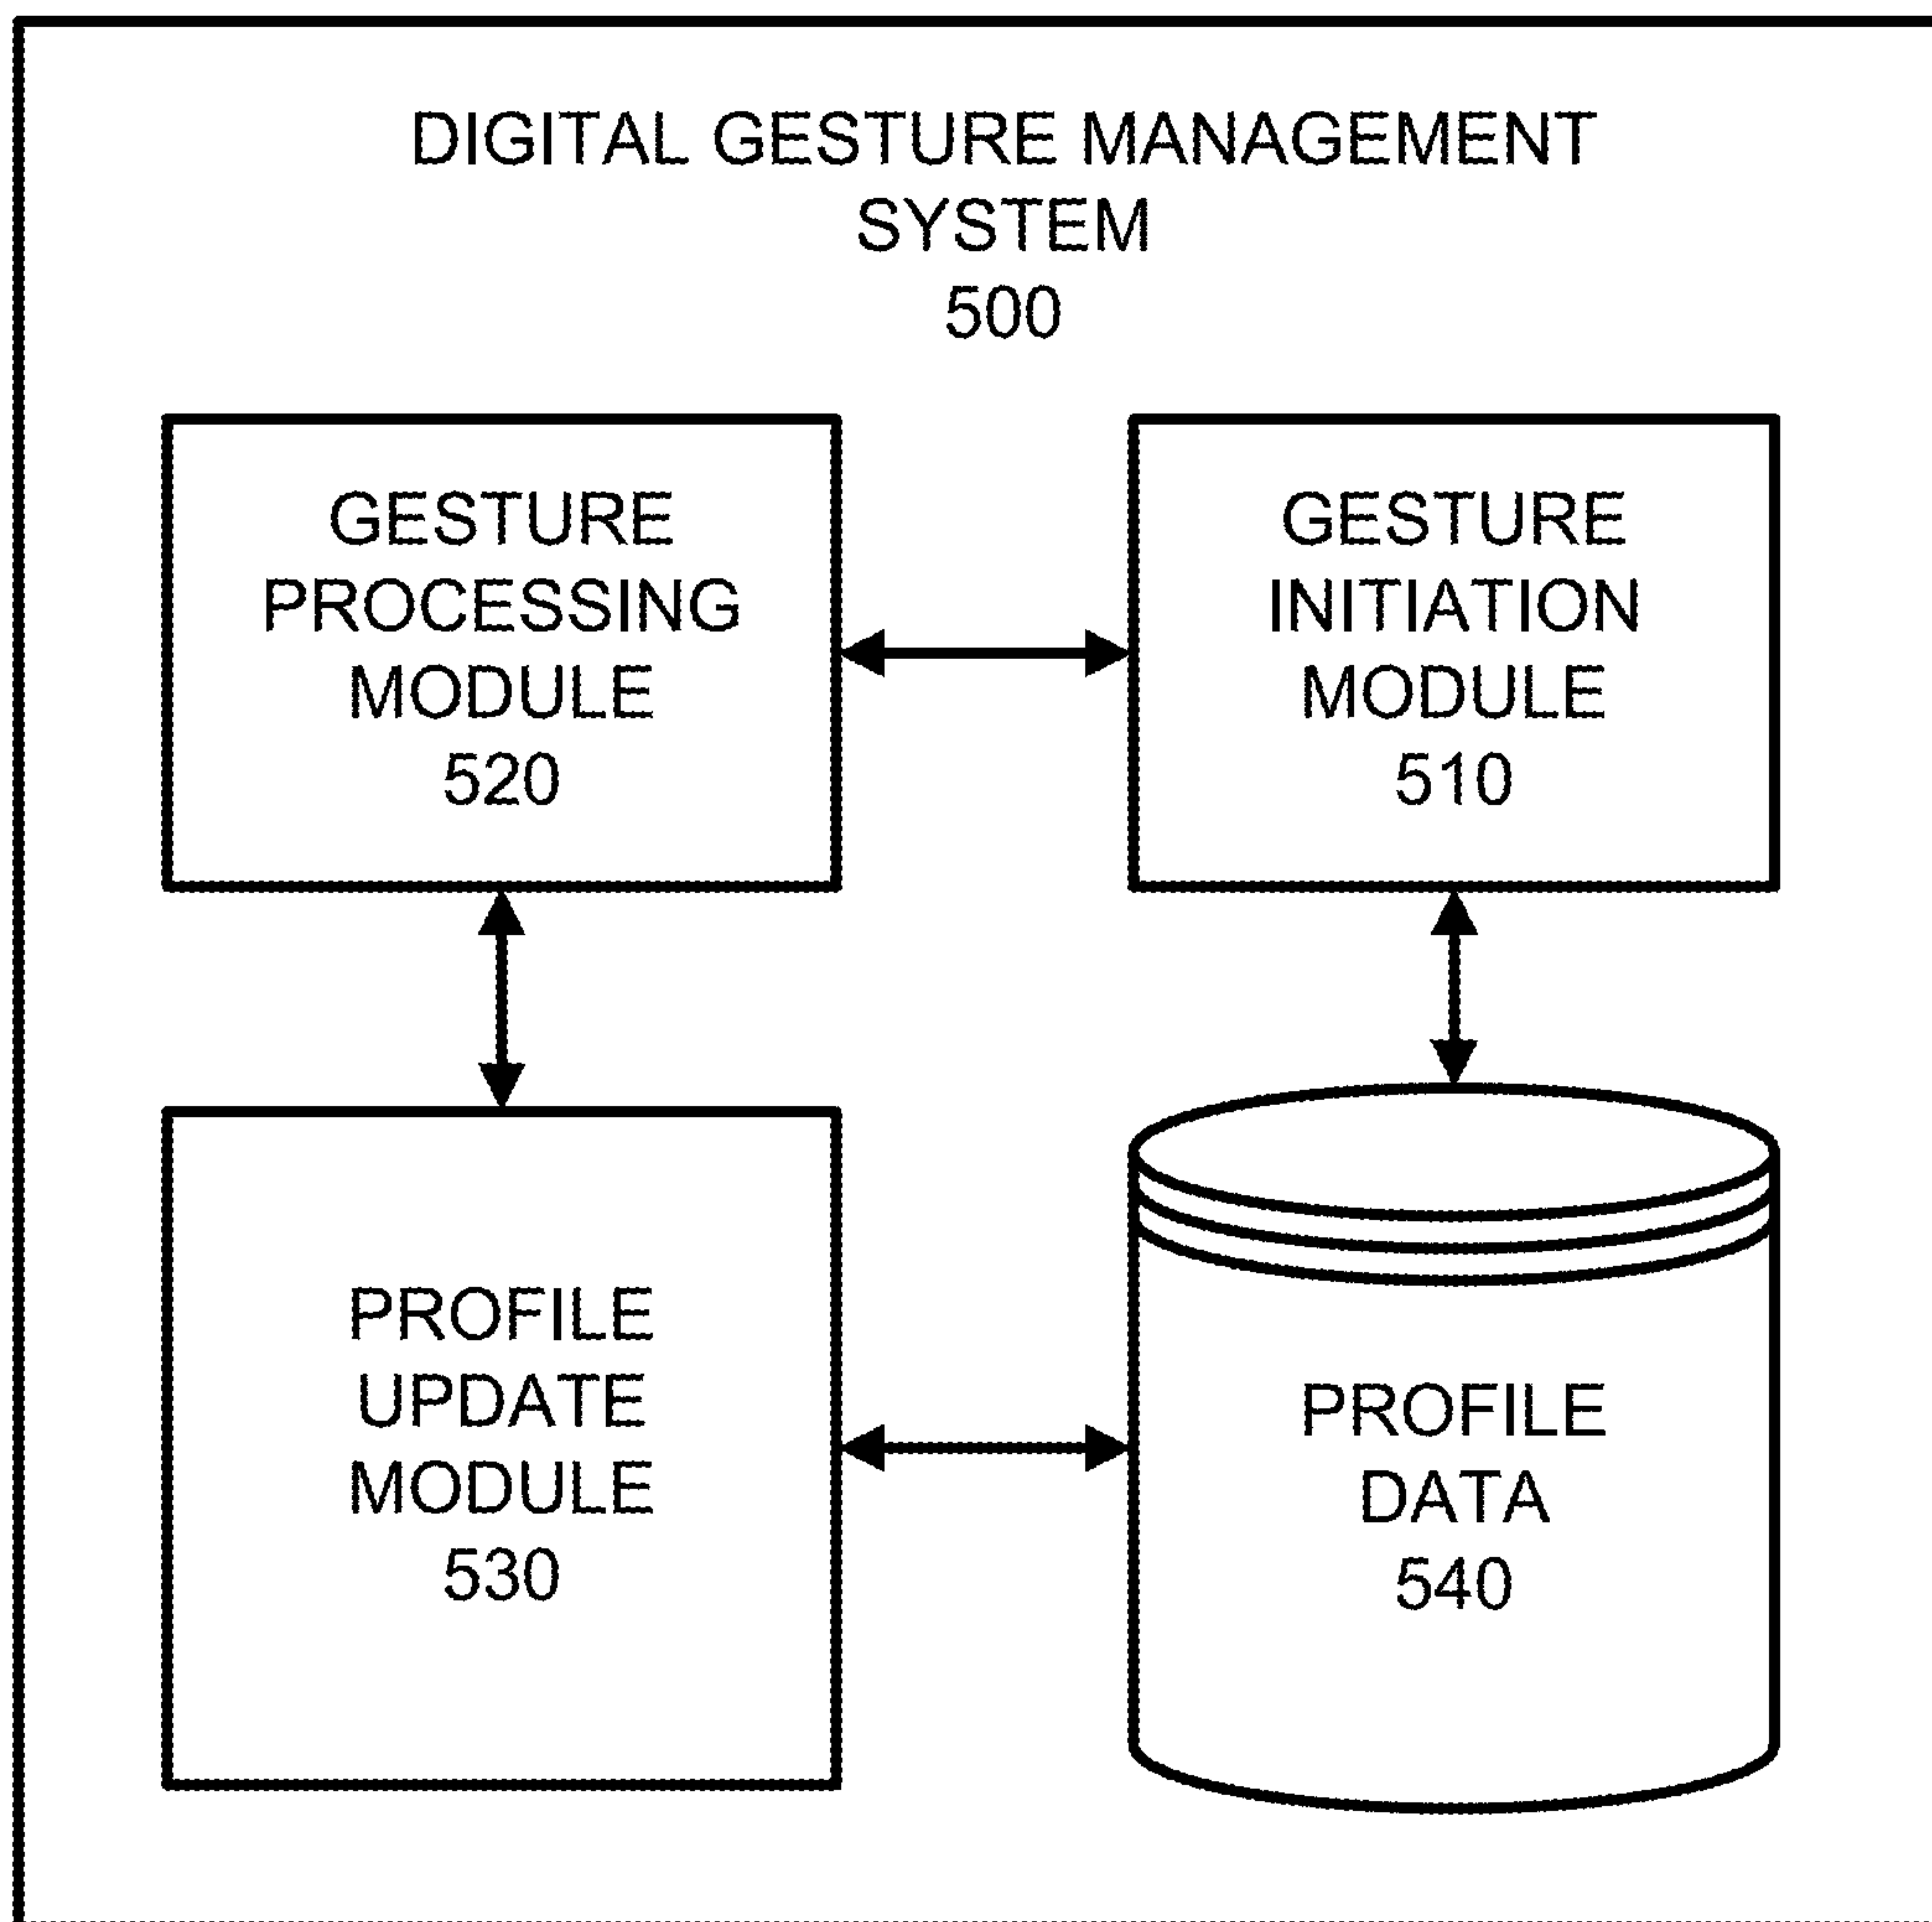 DIGITAL GESTURE MANAGEMENT
SYSTEM
500
GESTURE
PROCESSING
MODULE
520
GESTURE
INITIATION
MODULE
510
PROFILE
UPDATE
MODULE
530
PROFILE
DATA
540